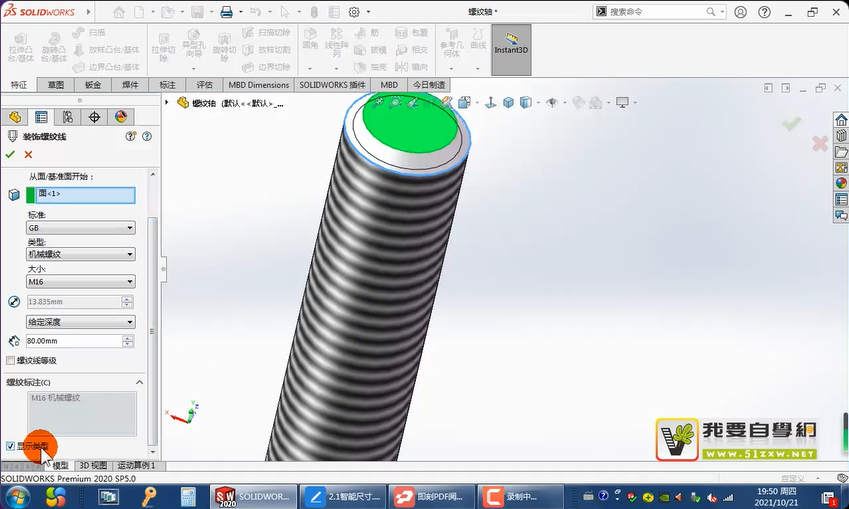 SOLIDWORKS
螺纹轴 *
搜索命令
拉伸凸台/基体
旋转凸台/基体
扫描
放样凸台/基体
边界凸台/基体
拉伸切除
异型孔向导
旋转切除
扫描切除
放样切割
边界切除
圆角
线性阵列
筋
拔模
抽壳
包覆
相交
镜向
参考几何体
曲线
Instant3D
特征 草图 钣金 焊件 标注 评估 MBD Dimensions SOLIDWORKS 插件 MBD 今日制造
螺纹轴 (默认<<默认>_...
装饰螺纹线
从面/基准面开始：
面<1>
标准:
GB
类型:
机械螺纹
大小:
M16
13.835mm
给定深度
80.00mm
螺纹线等级
螺纹标注(C)
M16 机械螺纹
显示类型
Y
Z
X
我要自學網
www.51zxw.net
模型 3D 视图 运动算例 1
SOLIDWORKS Premium 2020 SP5.0
自定义
SW
2020
SOLIDWO...
2.1智能尺寸....
即刻PDF阅...
录制中...
19:50 周四
2021/10/21